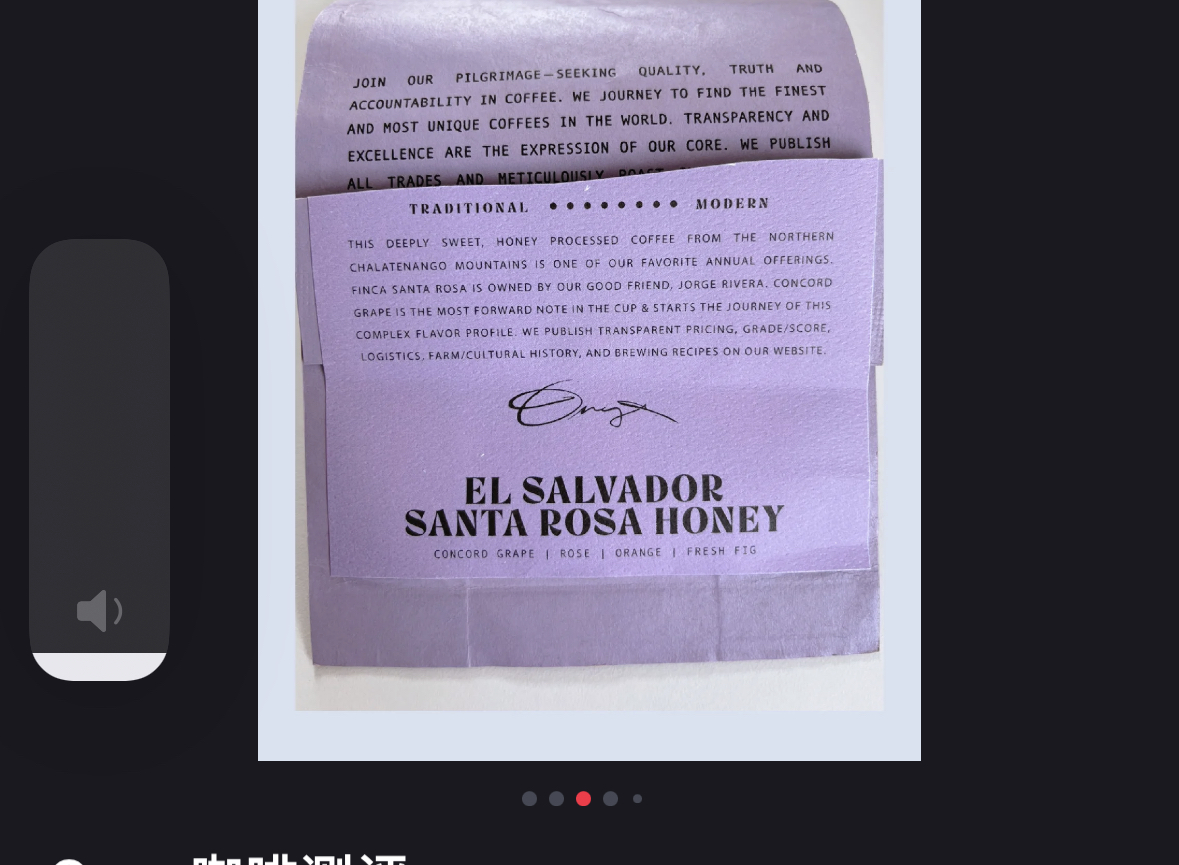 JOIN OUR PILGRIMAGE—SEEKING QUALITY, TRUTH AND
ACCOUNTABILITY IN COFFEE. WE JOURNEY TO FIND THE FINEST
AND MOST UNIQUE COFFEES IN THE WORLD. TRANSPARENCY AND
EXCELLENCE ARE THE EXPRESSION OF OUR CORE. WE PUBLISH
ALL TRADES AND METICULOUSLY ROAST
TRADITIONAL ●●●●●●●● MODERN
THIS DEEPLY SWEET, HONEY PROCESSED COFFEE FROM THE NORTHERN
CHALATENANGO MOUNTAINS IS ONE OF OUR FAVORITE ANNUAL OFFERINGS.
FINCA SANTA ROSA IS OWNED BY OUR GOOD FRIEND, JORGE RIVERA. CONCORD
GRAPE IS THE MOST FORWARD NOTE IN THE CUP & STARTS THE JOURNEY OF THIS
COMPLEX FLAVOR PROFILE. WE PUBLISH TRANSPARENT PRICING, GRADE/SCORE,
LOGISTICS, FARM/CULTURAL HISTORY, AND BREWING RECIPES ON OUR WEBSITE.
Onyx
EL SALVADOR
SANTA ROSA HONEY
CONCORD GRAPE | ROSE | ORANGE | FRESH FIG
咖啡测评